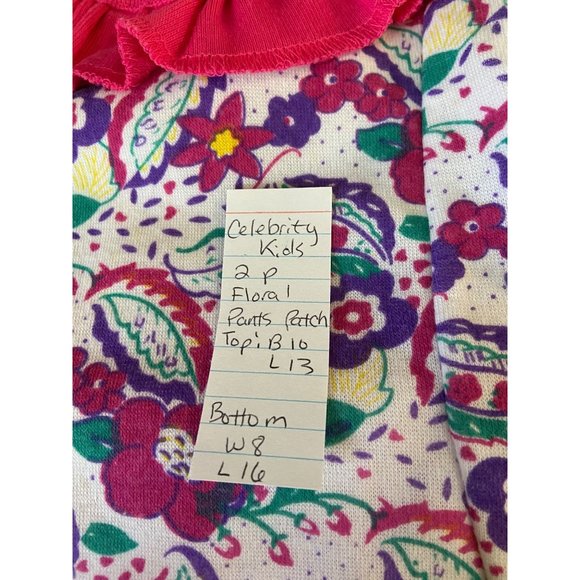 Celebrity
Kids
2 p
Floral
Pants Patch
Top: B 10
L 13
Bottom
W 8
L 16